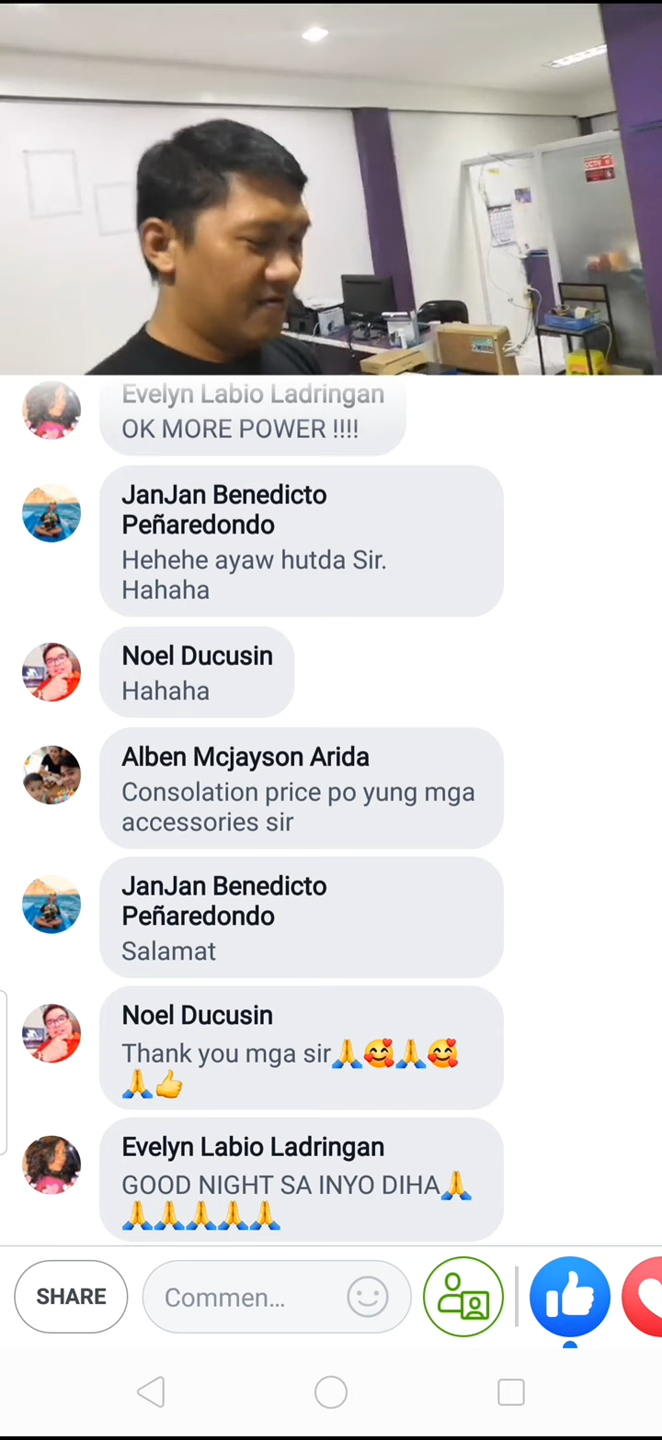 CCTV
Evelyn Labio Ladringan
OK MORE POWER !!!!
JanJan Benedicto
Peñaredondo
Hehehe ayaw hutda Sir.
Hahaha
Noel Ducusin
Hahaha
Alben Mcjayson Arida
Consolation price po yung mga
accessories sir
JanJan Benedicto
Peñaredondo
Salamat
Noel Ducusin
Thank you mga sir🙏🥰🙏🥰
🙏👍
Evelyn Labio Ladringan
GOOD NIGHT SA INYO DIHA🙏
🙏🙏🙏🙏🙏
SHARE
Commen...